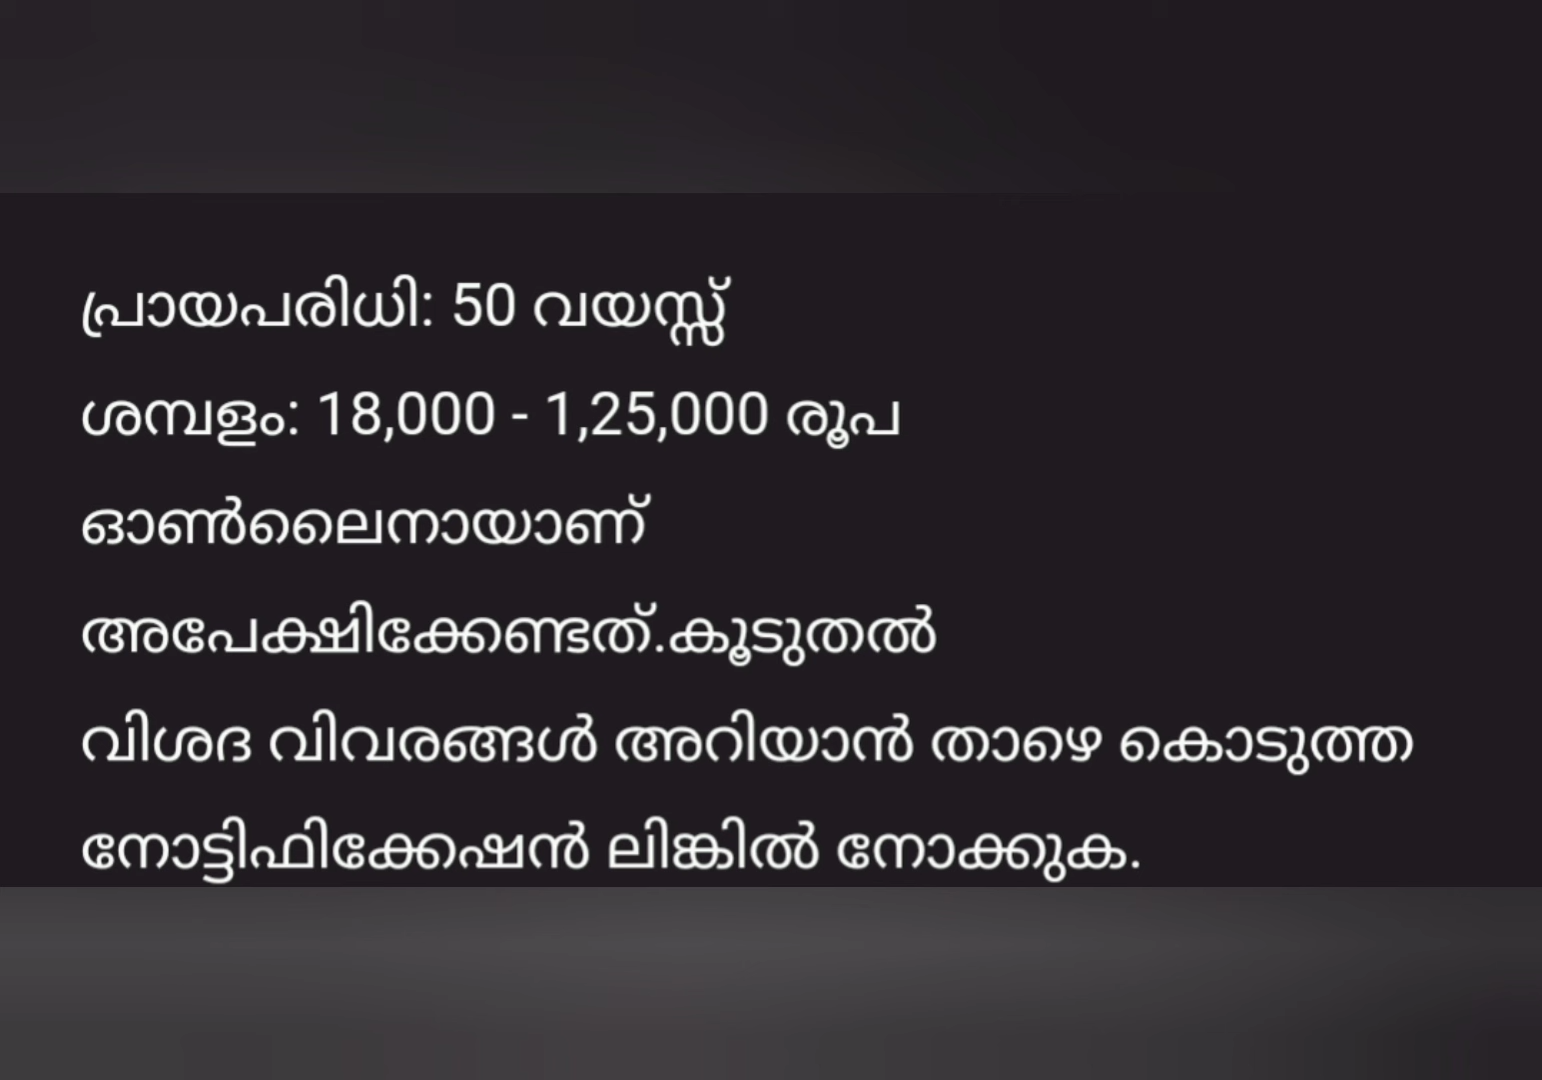 പ്രായപരിധി: 50 വയസ്സ്
ശമ്പളം: 18,000 - 1,25,000 രൂപ
ഓൺലൈനായാണ്
അപേക്ഷിക്കേണ്ടത്.കൂടുതൽ
വിശദ വിവരങ്ങൾ അറിയാൻ താഴെ കൊടുത്ത
നോട്ടിഫിക്കേഷൻ ലിങ്കിൽ നോക്കുക.